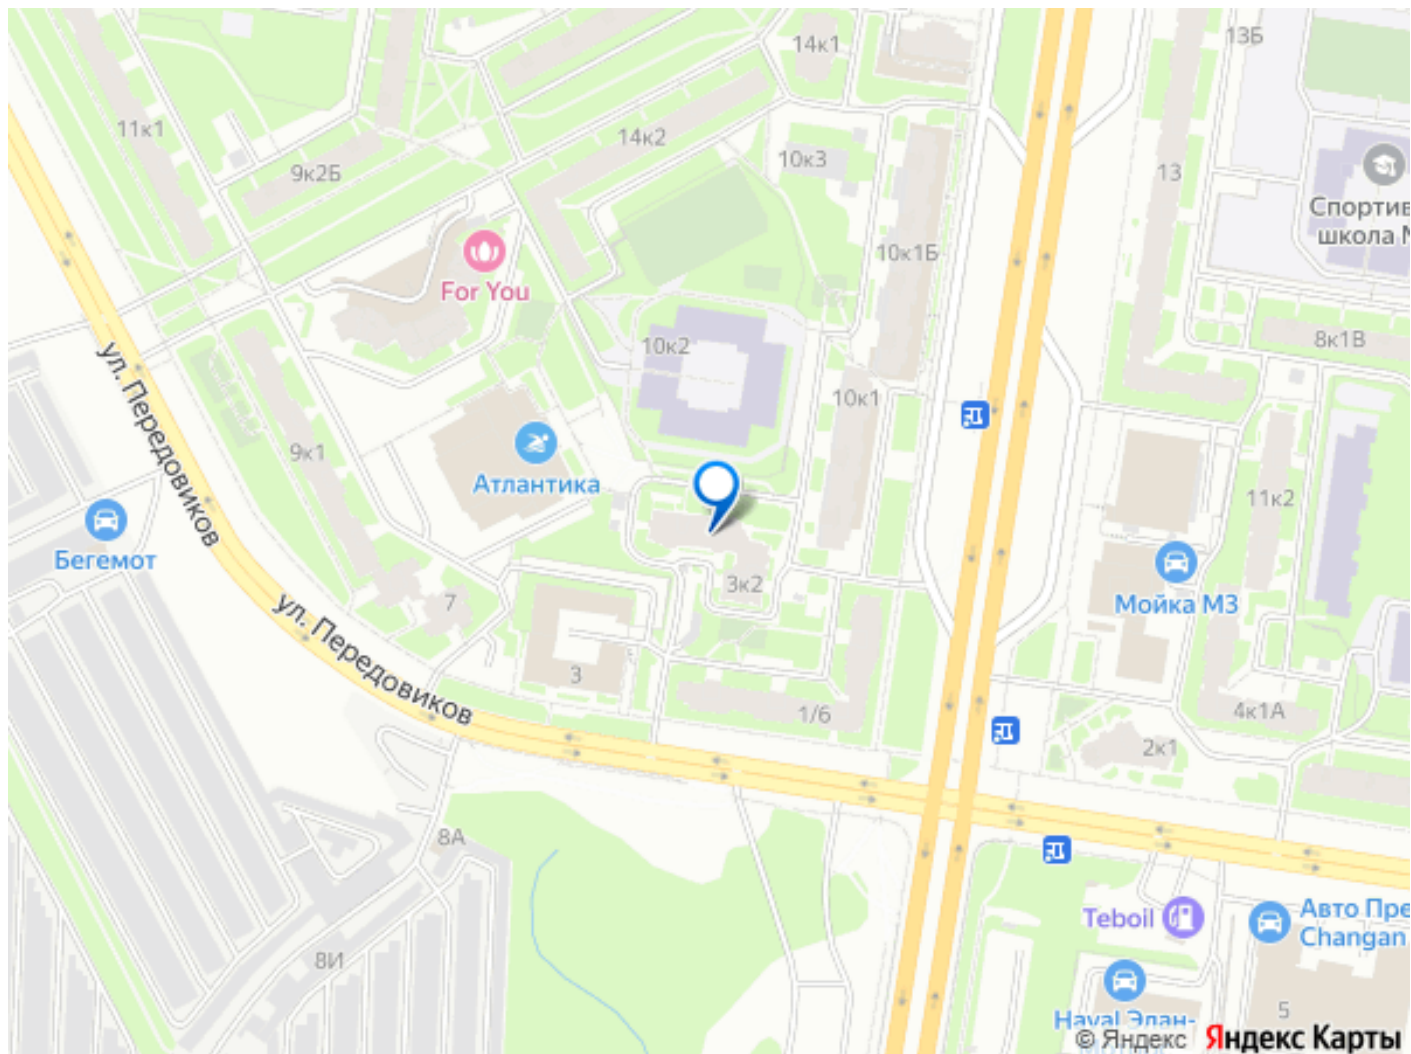 14к1
13Б
11к1
14к2
10к3
9к2Б
13
Спортив
школа
10к1Б
For You
8к1В
10к2
10к1
ул. Передовиков
9к1
Атлантика
11к2
Бегемот
3к2
7
Мойка М3
ул. Передовиков
3
1/6
4к1А
2к1
8А
Teboil
Авто Пре
Changan
8И
5
Haval Элан-
© Яндекс Яндекс Карты